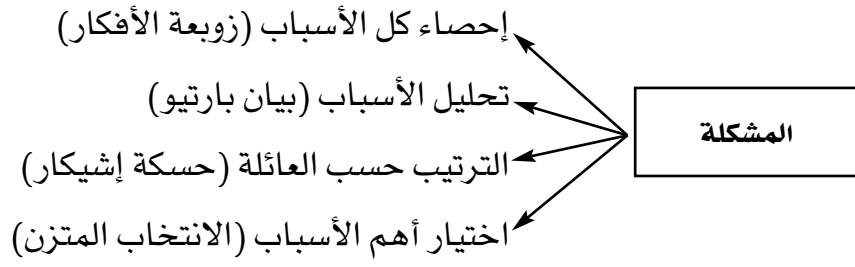 إحصاء كل الأسباب (زوبعة الأفكار)
تحليل الأسباب (بيان بارتيو)
المشكلة
الترتيب حسب العائلة (حسكة إشيكار)
اختيار أهم الأسباب (الانتخاب المتزن)